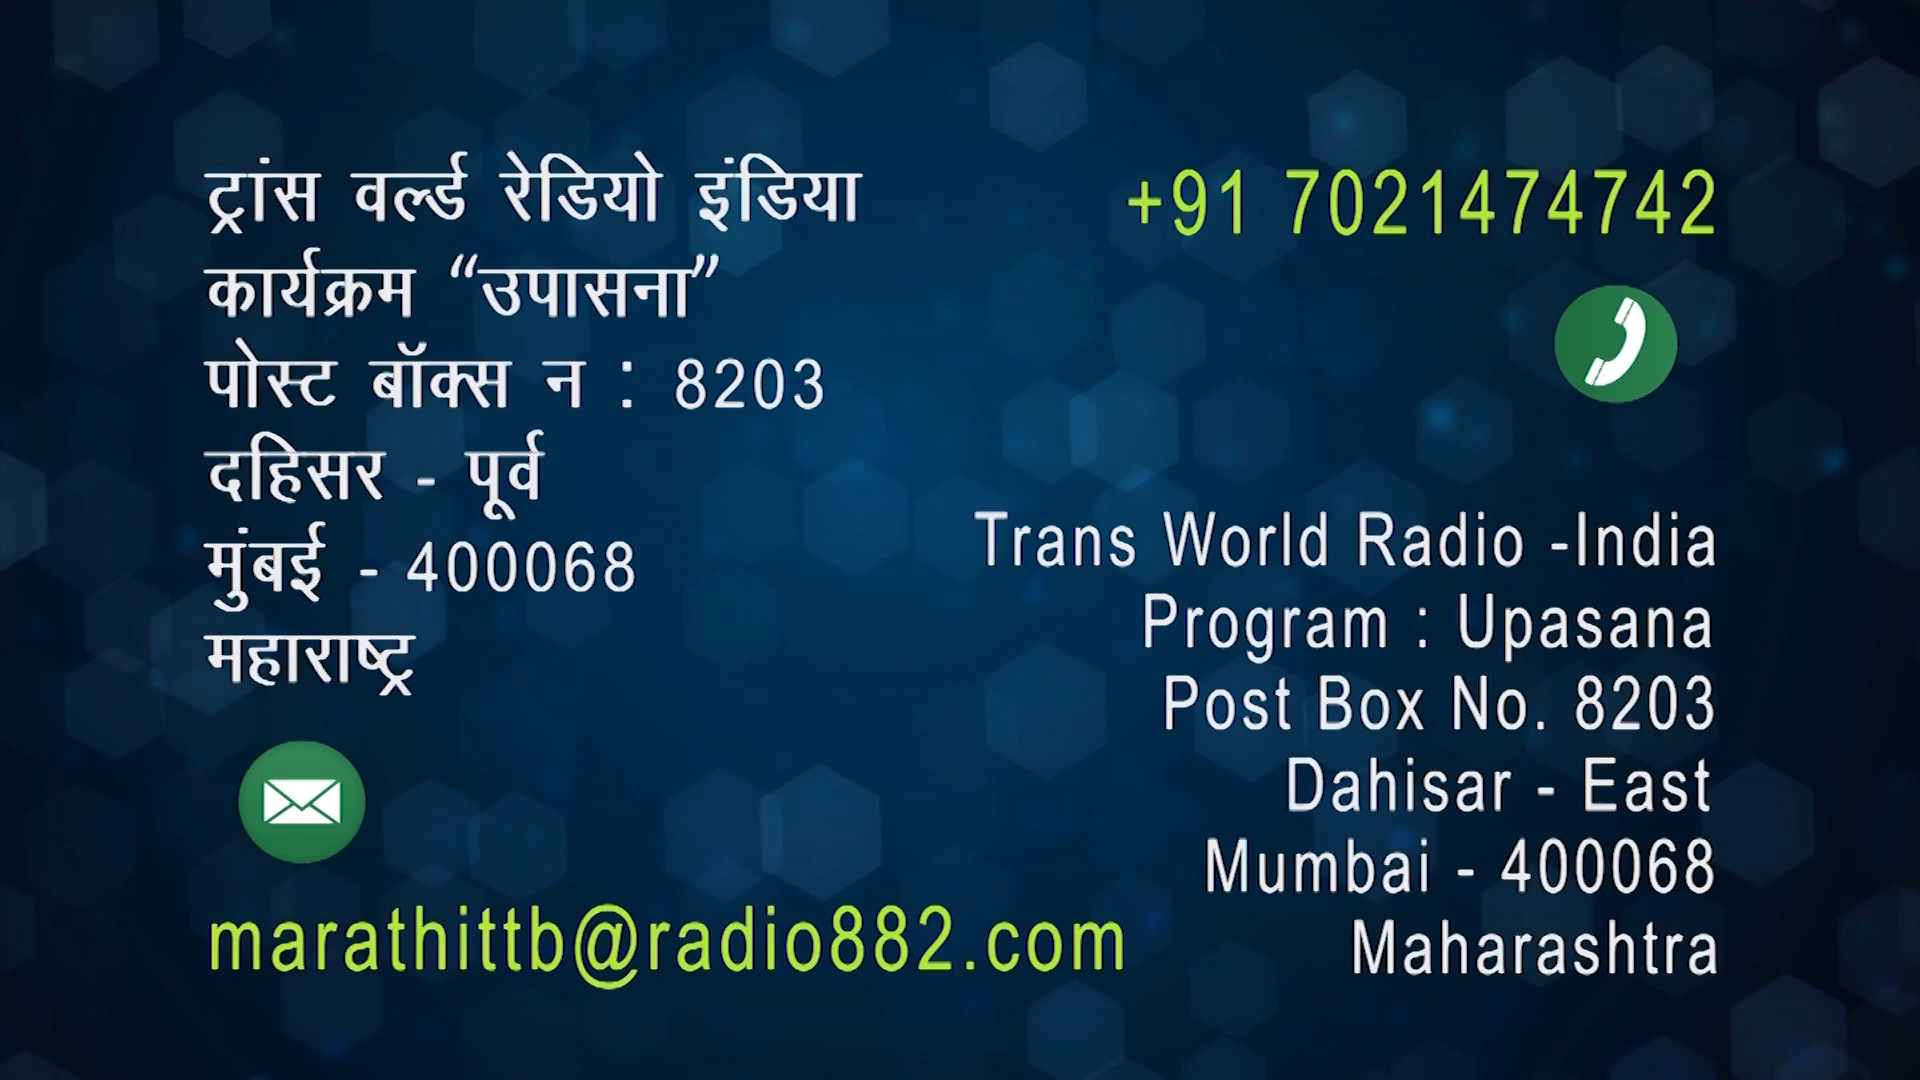 ट्रांस वर्ल्ड रेडियो इंडिया
कार्यक्रम “उपासना”
पोस्ट बॉक्स न : 8203
दहिसर - पूर्व
मुंबई - 400068
महाराष्ट्र
marathittb@radio882.com
+91 7021474742
Trans World Radio -India
Program : Upasana
Post Box No. 8203
Dahisar - East
Mumbai - 400068
Maharashtra